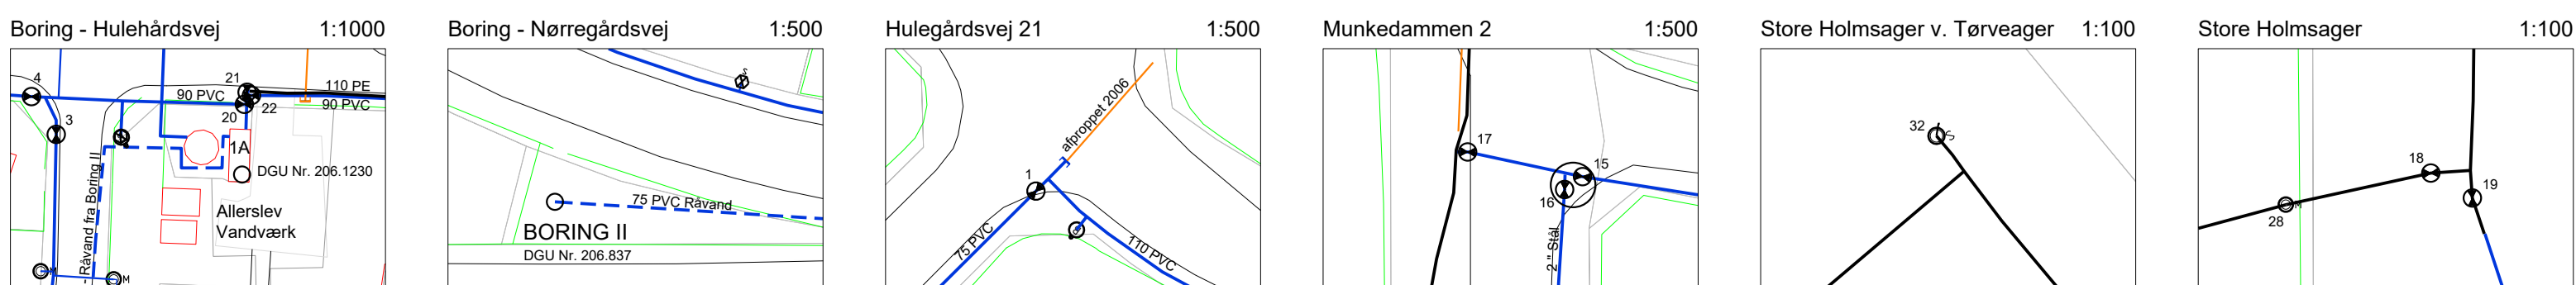 Boring - Hulehårdsvej 1:1000
4
21
110 PE
90 PVC
90 PVC
22
3
20
1A
DGU Nr. 206.1230
Råvand fra Boring II
Allerslev
Vandværk
M
M
Boring - Nørregårdsvej 1:500
S
75 PVC Råvand
BORING II
DGU Nr. 206.837
Hulegårdsvej 21 1:500
afproppet 2006
1
75 PVC
110 PVC
Munkedammen 2 1:500
17
15
16
2 " Stål
Store Holmsager v. Tørveager 1:100
32
S
Store Holmsager 1:100
18
19
28
M